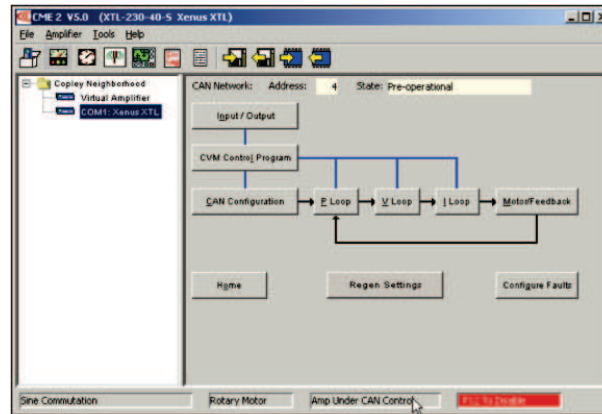 CME 2 V5.0 (XTL-230-40-S Xenus XTL)
File Amplifier Tools Help
Copley Neighborhood
Virtual Amplifier
COM1: Xenus XTL
CAN Network: Address: 4 State: Pre-operational
Input / Output
CVM Control Program
CAN Configuration
P Loop
V Loop
I Loop
Motor/Feedback
Home
Regen Settings
Configure Faults
Sine Commutation
Rotary Motor
Amp Under CAN Control
F12 To Disable